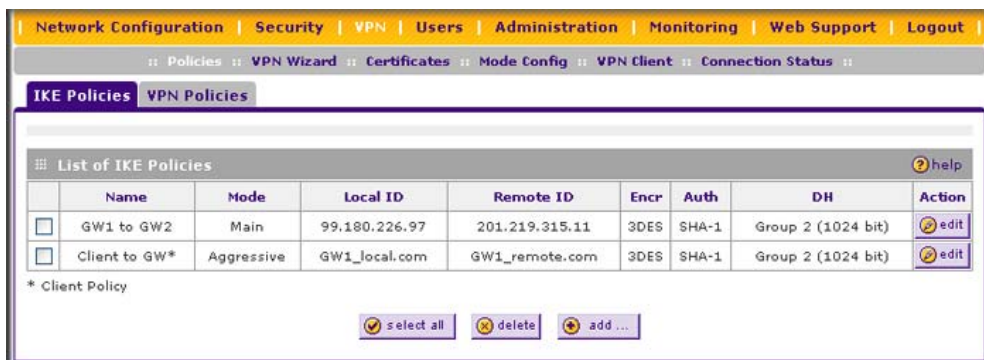 Network Configuration | Security | VPN | Users | Administration | Monitoring | Web Support | Logout
:: Policies :: VPN Wizard :: Certificates :: Mode Config :: VPN Client :: Connection Status ::
IKE Policies VPN Policies
List of IKE Policies help
Name Mode Local ID Remote ID Encr Auth DH Action
GW1 to GW2 Main 99.180.226.97 201.219.315.11 3DES SHA-1 Group 2 (1024 bit) edit
Client to GW* Aggressive GW1_local.com GW1_remote.com 3DES SHA-1 Group 2 (1024 bit) edit
* Client Policy
select all delete add ...